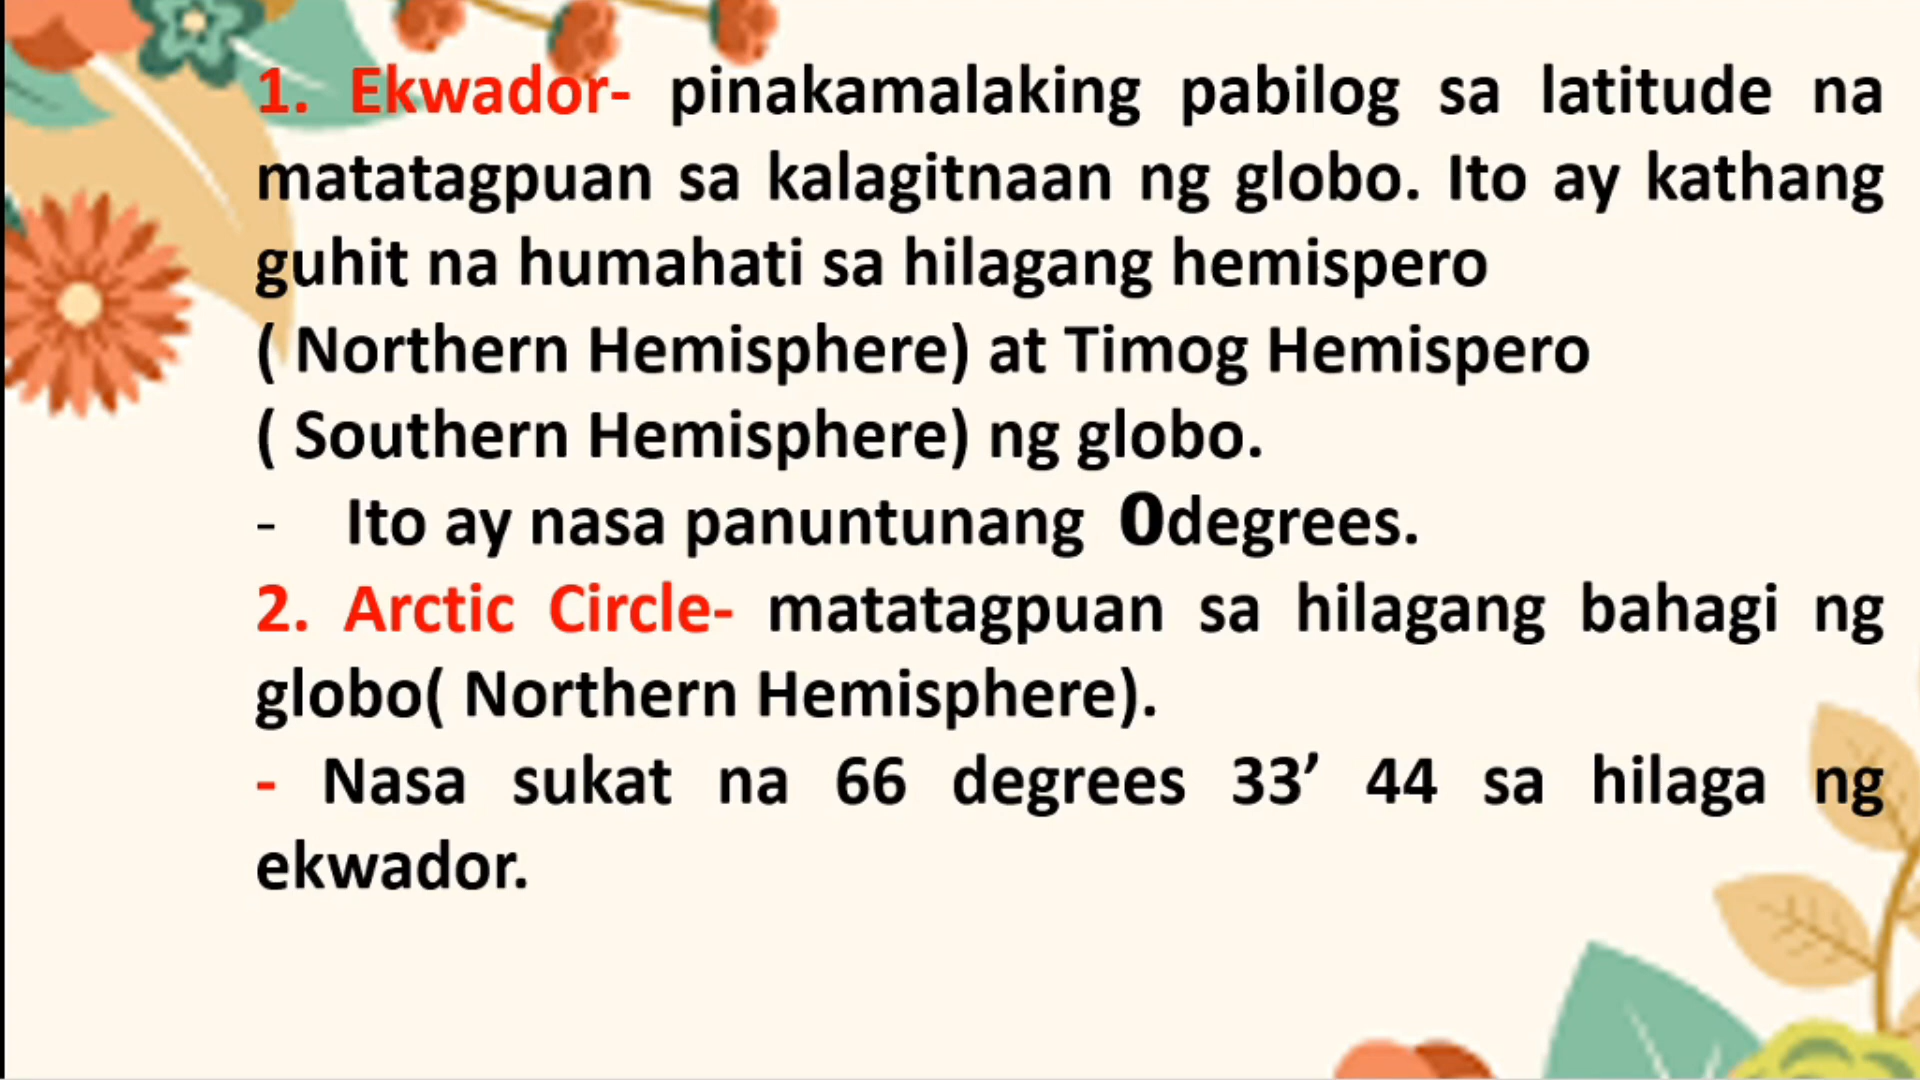 1. Ekwador- pinakamalaking pabilog sa latitude na
matatagpuan sa kalagitnaan ng globo. Ito ay kathang
guhit na humahati sa hilagang hemispero
( Northern Hemisphere) at Timog Hemispero
( Southern Hemisphere) ng globo.
- Ito ay nasa panuntunang 0degrees.
2. Arctic Circle- matatagpuan sa hilagang bahagi ng
globo( Northern Hemisphere).
- Nasa sukat na 66 degrees 33’ 44 sa hilaga ng
ekwador.